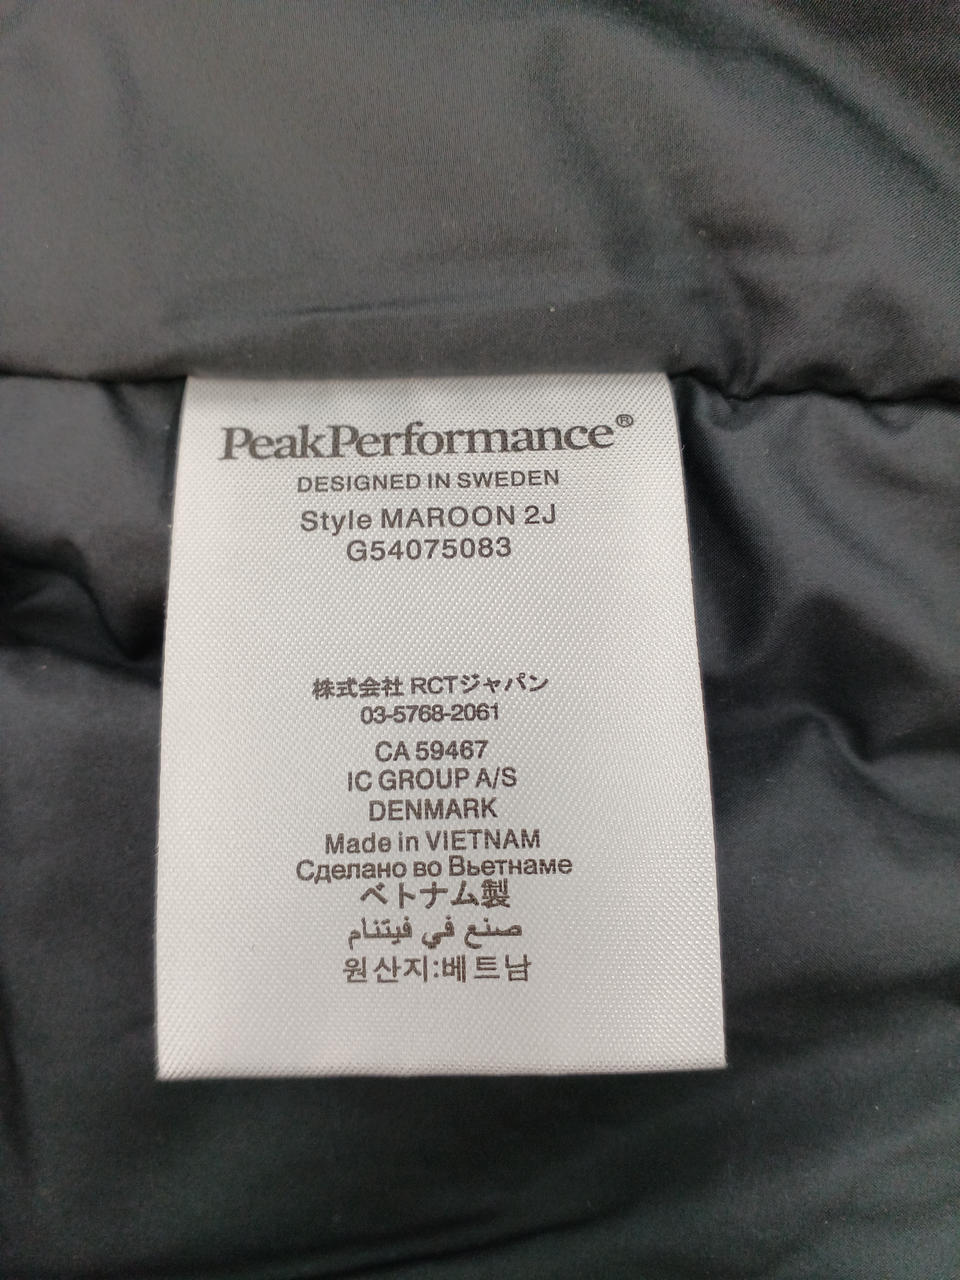 PeakPerformance®
DESIGNED IN SWEDEN
Style MAROON 2J
G54075083
株式会社 RCTジャパン
03-5768-2061
CA 59467
IC GROUP A/S
DENMARK
Made in VIETNAM
Сделано во Вьетнаме
ベトナム製
صنع في فيتنام
원산지:베트남